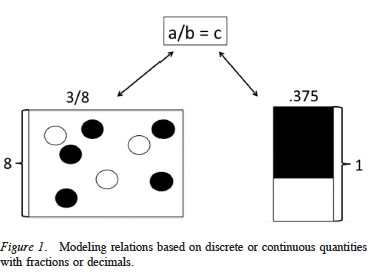 a/b = c
3/8
.375
8
1
Figure 1. Modeling relations based on discrete or continuous quantities
with fractions or decimals.